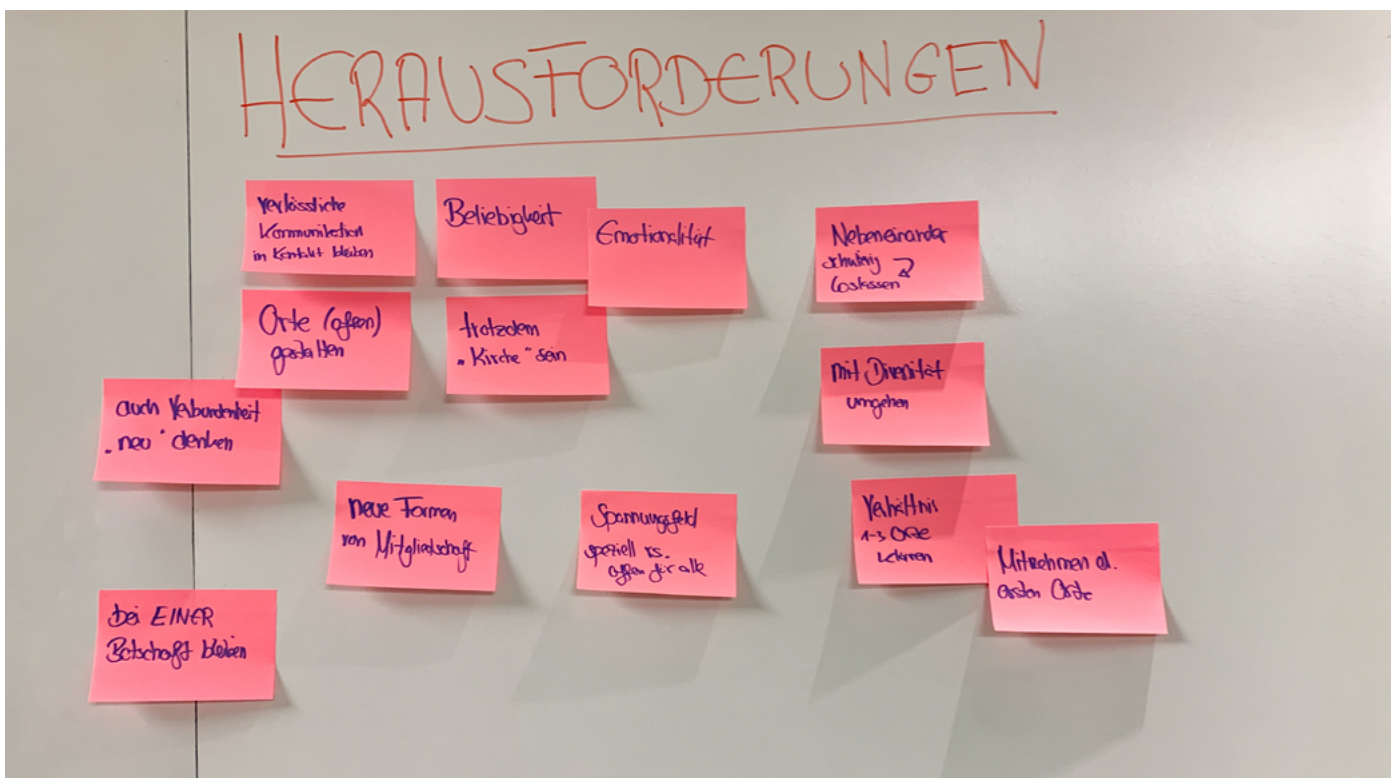 HERAUSFORDERUNGEN
verlässliche
Kommunikation
in Kontakt bleiben
Beliebigkeit
Emotionalität
Nebeneinander
schwierig
Loslassen
Orte (offen)
gestalten
trotzdem
„Kirche" sein
mit Diversität
umgehen
auch Verbundenheit
„neu" denken
neue Formen
von Mitgliedschaft
Spannungsfeld
speziell vs.
offen für alle
Verhältnis
1-3 Orte
klären
Mitnehmen d.
ersten Orte
bei EINER
Botschaft bleiben